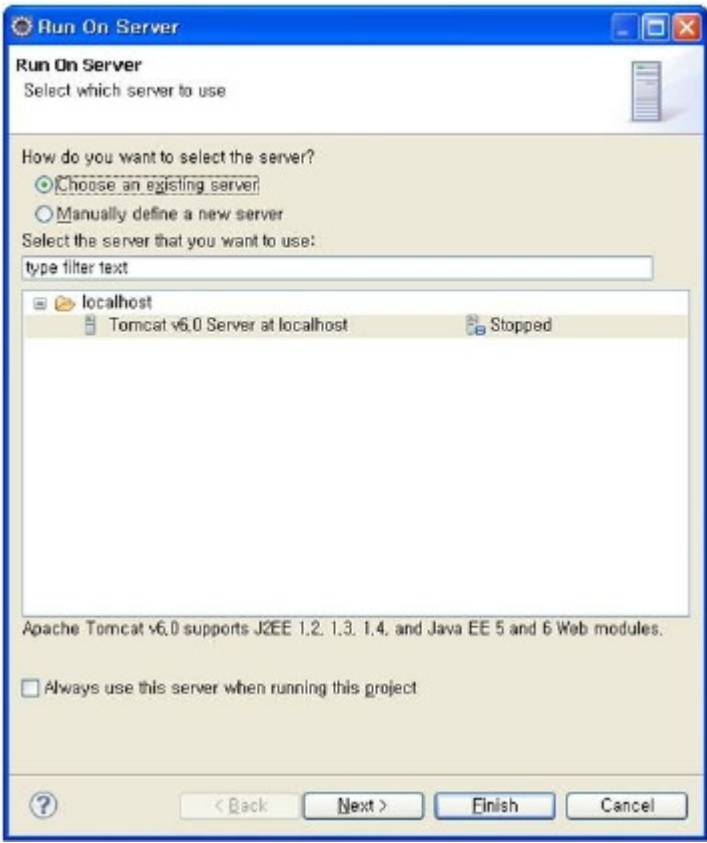 Run On Server
Run On Server
Select which server to use
How do you want to select the server?
Choose an existing server
Manually define a new server
Select the server that you want to use:
type filter text
localhost
Tomcat v6.0 Server at localhost Stopped
Apache Tomcat v6.0 supports J2EE 1.2, 1.3, 1.4, and Java EE 5 and 6 Web modules.
Always use this server when running this project
? < Back Next > Finish Cancel